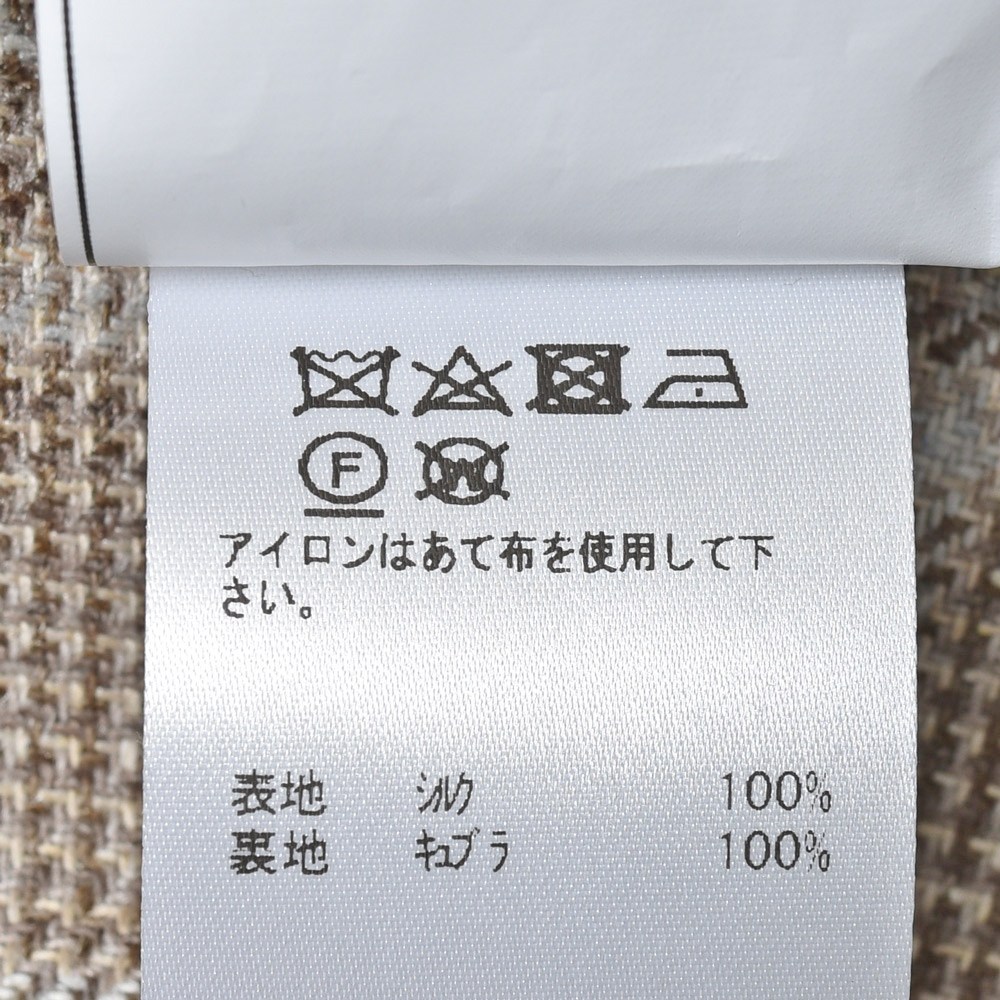 F W
アイロンはあて布を使用して下
さい。
表地 シルク 100%
裏地 キュプラ 100%